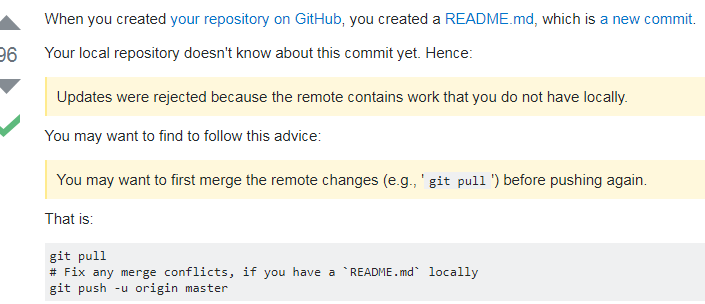 When you created your repository on GitHub, you created a README.md, which is a new commit.
96
Your local repository doesn't know about this commit yet. Hence:
Updates were rejected because the remote contains work that you do not have locally.
You may want to find to follow this advice:
You may want to first merge the remote changes (e.g., 'git pull') before pushing again.
That is:
git pull
# Fix any merge conflicts, if you have a `README.md` locally
git push -u origin master